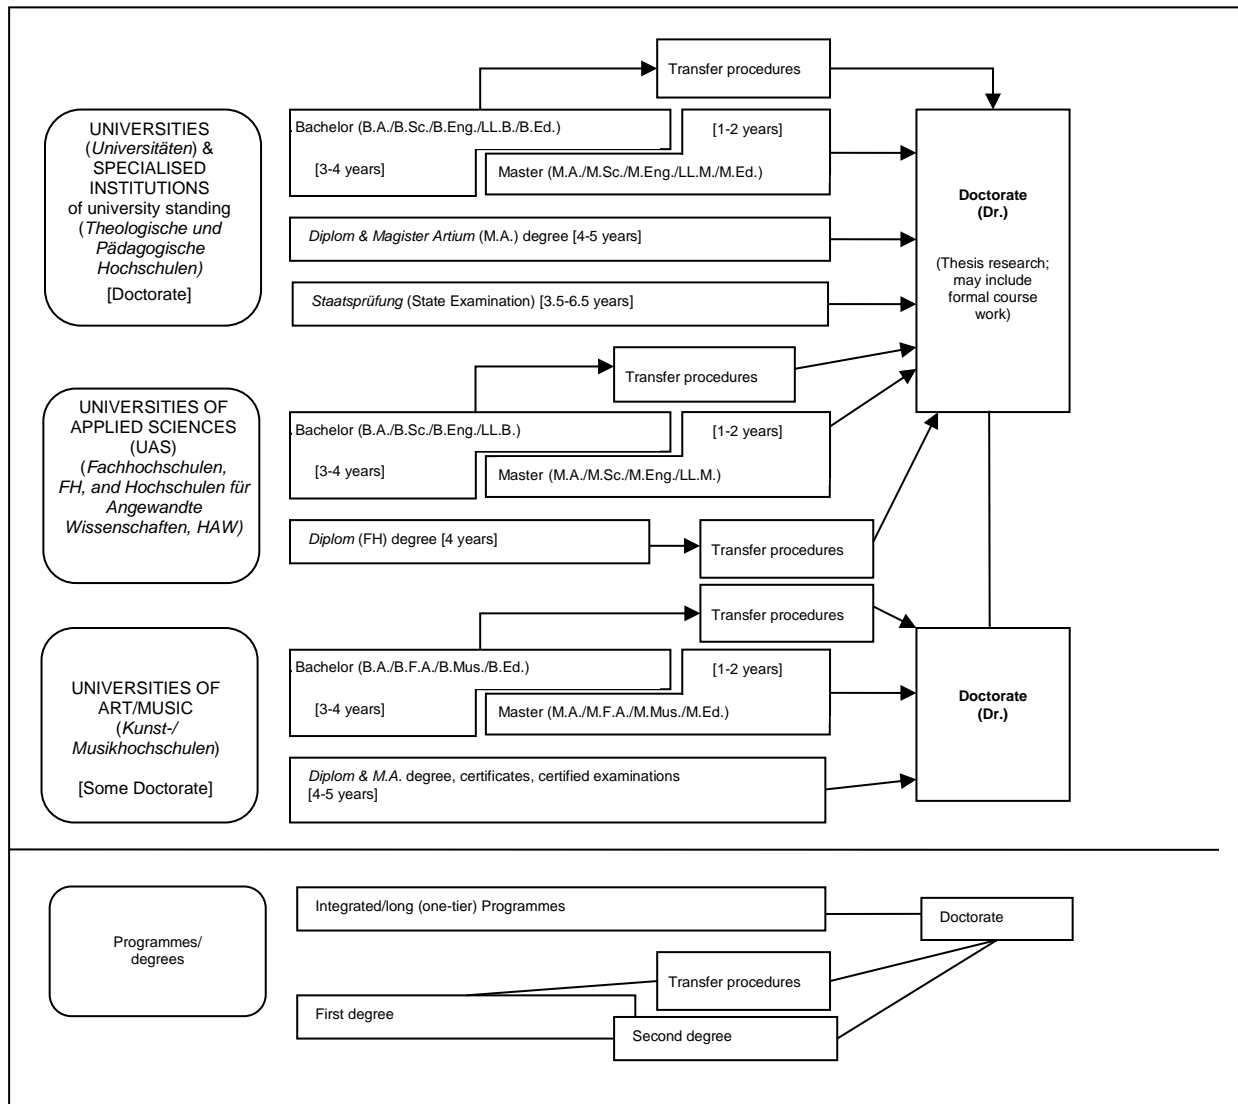 Transfer procedures
UNIVERSITIES
(Universitäten) &
SPECIALISED
INSTITUTIONS
of university standing
(Theologische und
Pädagogische
Hochschulen)
[Doctorate]
. Bachelor (B.A./B.Sc./B.Eng./LL.B./B.Ed.)
[3-4 years]
[1-2 years]
Master (M.A./M.Sc./M.Eng./LL.M./M.Ed.)
Diplom & Magister Artium (M.A.) degree [4-5 years]
Staatsprüfung (State Examination) [3.5-6.5 years]
Doctorate
(Dr.)
(Thesis research;
may include
formal course
work)
UNIVERSITIES OF
APPLIED SCIENCES
(UAS)
(Fachhochschulen,
FH, and Hochschulen für
Angewandte
Wissenschaften, HAW)
Transfer procedures
. Bachelor (B.A./B.Sc./B.Eng./LL.B.)
[3-4 years]
[1-2 years]
Master (M.A./M.Sc./M.Eng./LL.M.)
Diplom (FH) degree [4 years]
Transfer procedures
UNIVERSITIES OF
ART/MUSIC
(Kunst-/
Musikhochschulen)
[Some Doctorate]
Transfer procedures
. Bachelor (B.A./B.F.A./B.Mus./B.Ed.)
[3-4 years]
[1-2 years]
Master (M.A./M.F.A./M.Mus./M.Ed.)
Diplom & M.A. degree, certificates, certified examinations
[4-5 years]
Doctorate
(Dr.)
Programmes/
degrees
Integrated/long (one-tier) Programmes
Doctorate
Transfer procedures
First degree
Second degree